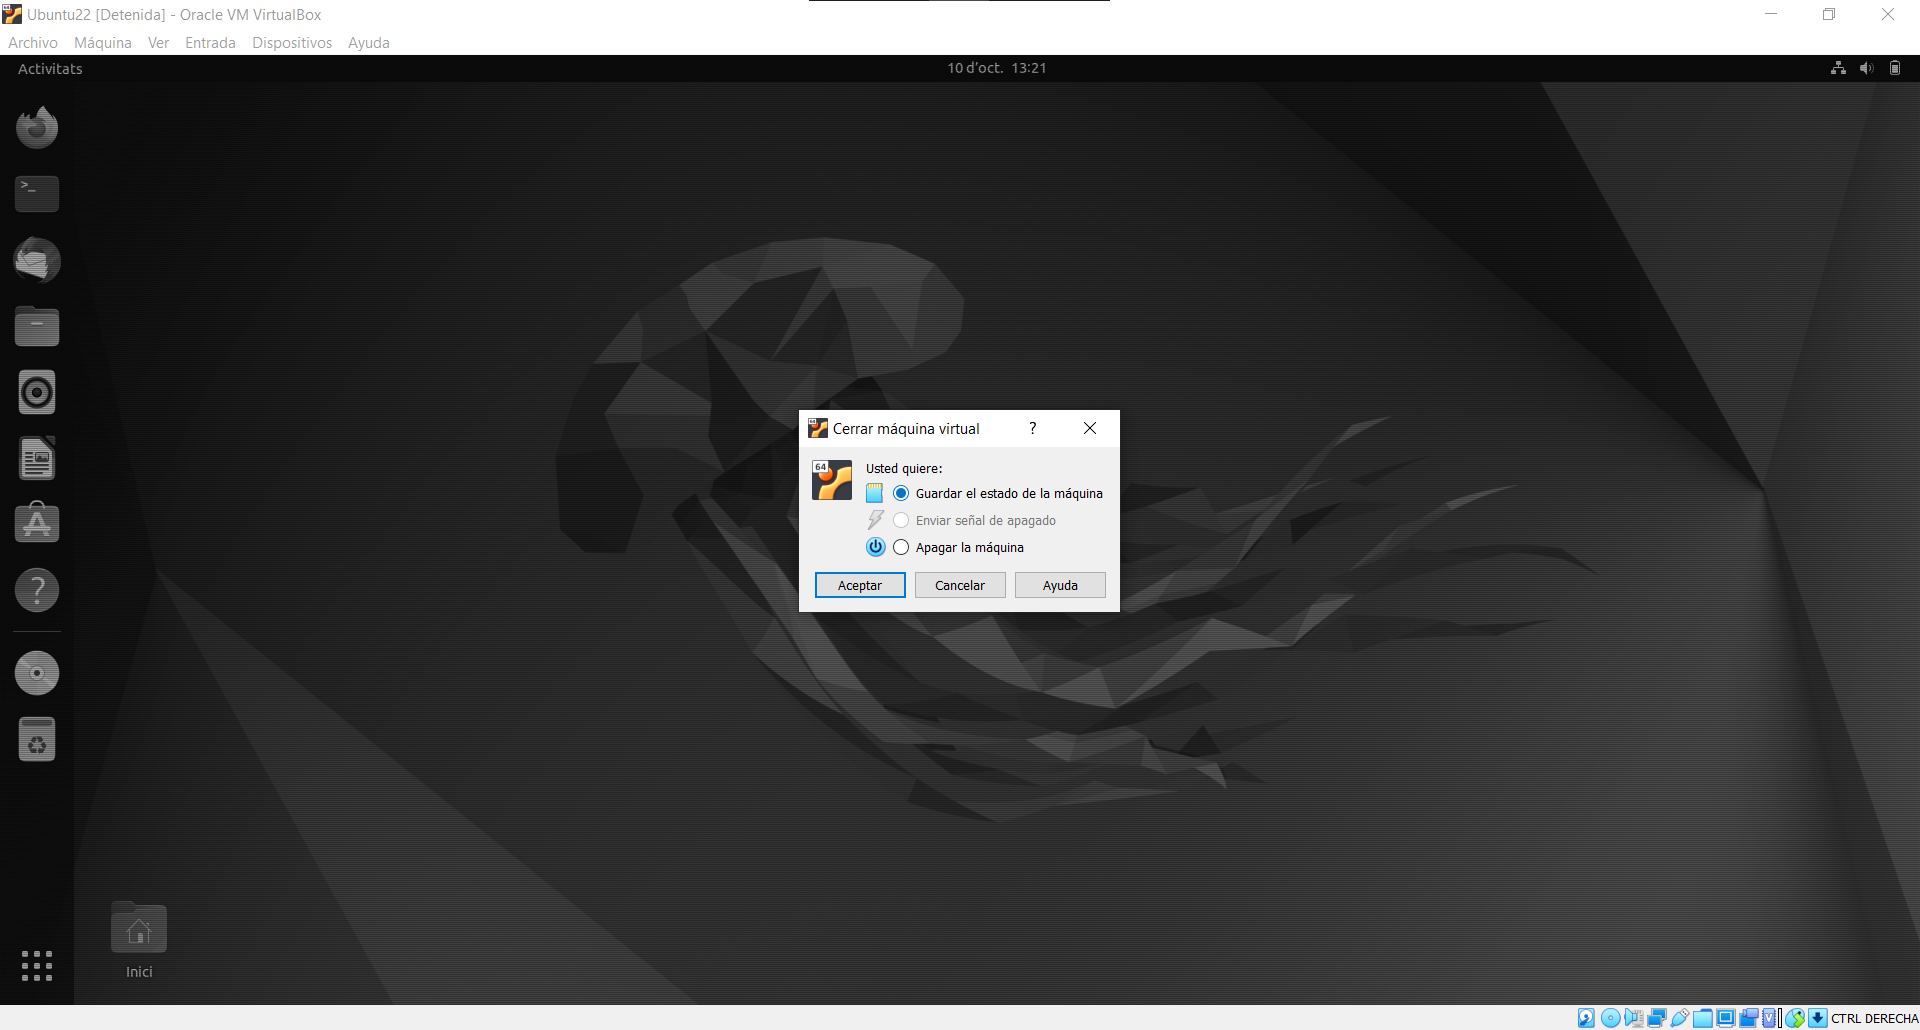 Ubuntu22 [Detenida] - Oracle VM VirtualBox
Archivo Máquina Ver Entrada Dispositivos Ayuda
Activitats
10 d'oct. 13:21
>_
?
Inici
Cerrar máquina virtual ?
64
Usted quiere:
Guardar el estado de la máquina
Enviar señal de apagado
Apagar la máquina
Aceptar Cancelar Ayuda
CTRL DERECHA